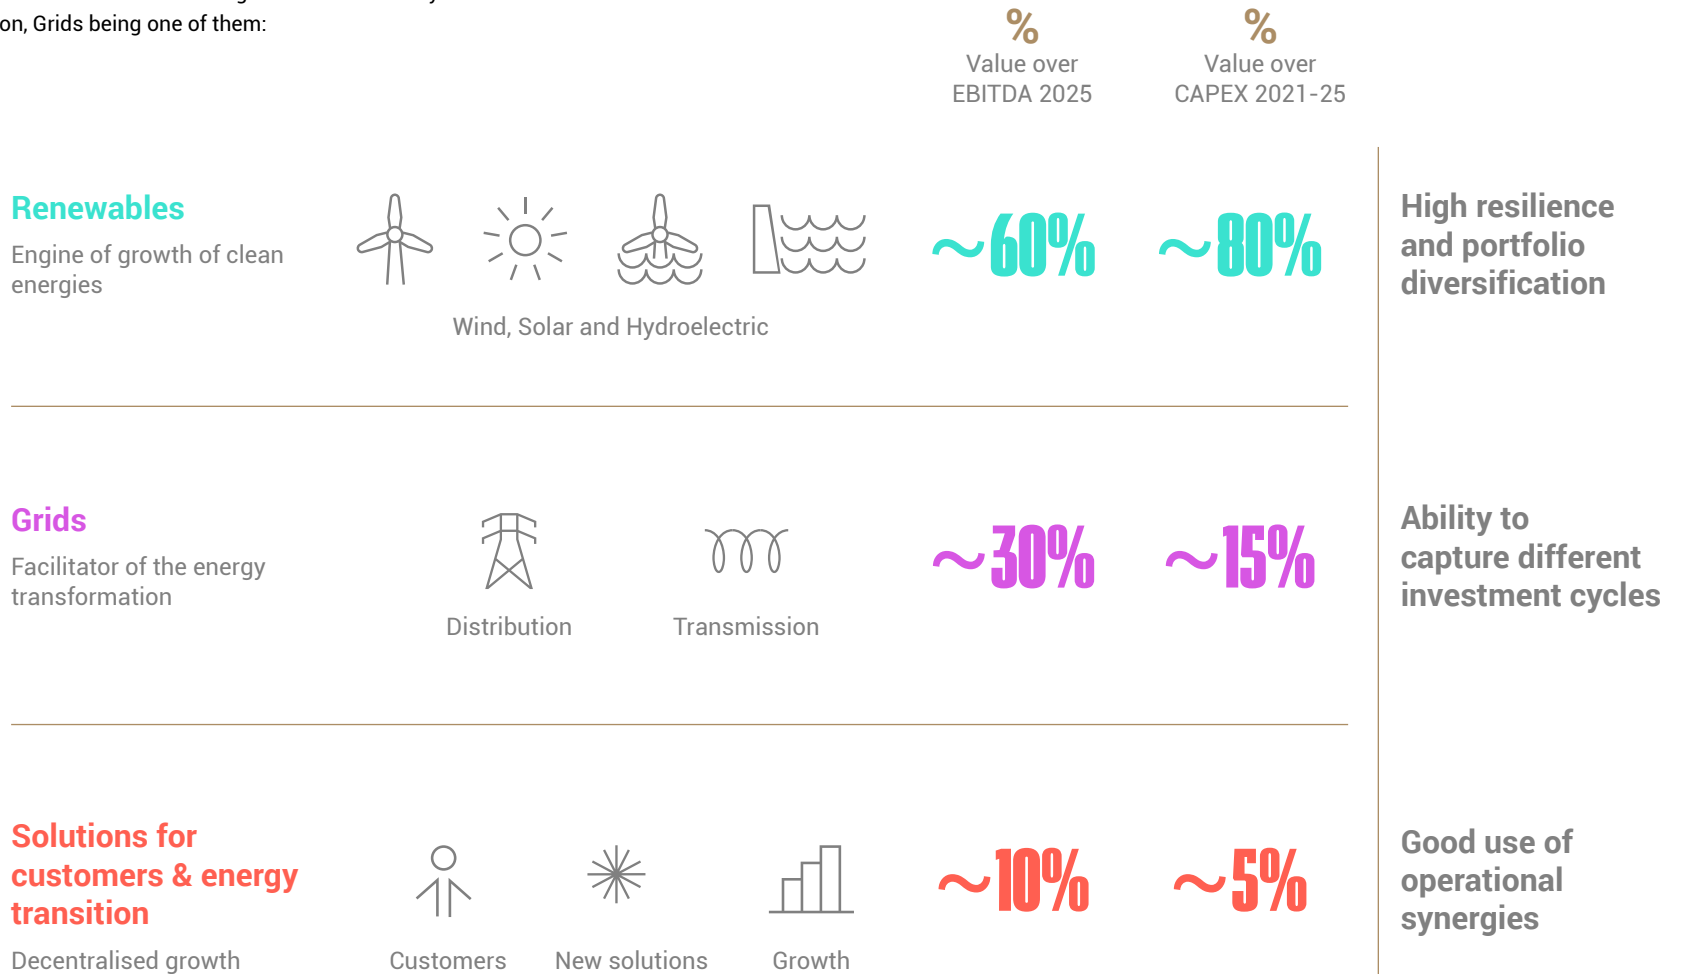 on, Grids being one of them:
%
Value over
EBITDA 2025
%
Value over
CAPEX 2021-25
Renewables
Engine of growth of clean
energies
Wind, Solar and Hydroelectric
~60%
~80%
High resilience
and portfolio
diversification
Grids
Facilitator of the energy
transformation
Distribution
Transmission
~30%
~15%
Ability to
capture different
investment cycles
Solutions for
customers & energy
transition
Decentralised growth
Customers
New solutions
Growth
~10%
~5%
Good use of
operational
synergies